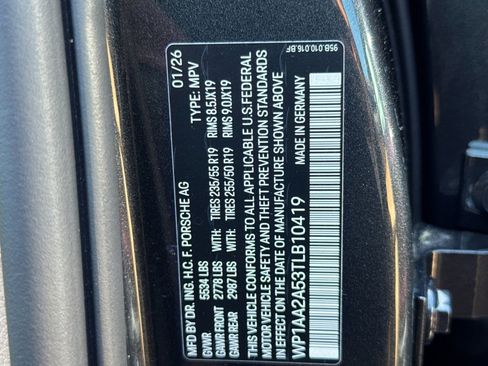 MFD BY DR. ING. H.C. F. PORSCHE AG 01/26
GVWR 5534 LBS TYPE: MPV
GAWR FRONT 2778 LBS WITH- TIRES 235/55 R19 RIMS 8.5JX19
GAWR REAR 2987 LBS WITH- TIRES 255/50 R19 RIMS 9.0JX19
THIS VEHICLE CONFORMS TO ALL APPLICABLE U.S.FEDERAL
MOTOR VEHICLE SAFETY AND THEFT PREVENTION STANDARDS
IN EFFECT ON THE DATE OF MANUFACTURE SHOWN ABOVE.
WP1AA2A53TLB10419 MADE IN GERMANY
95B.010.016.BF